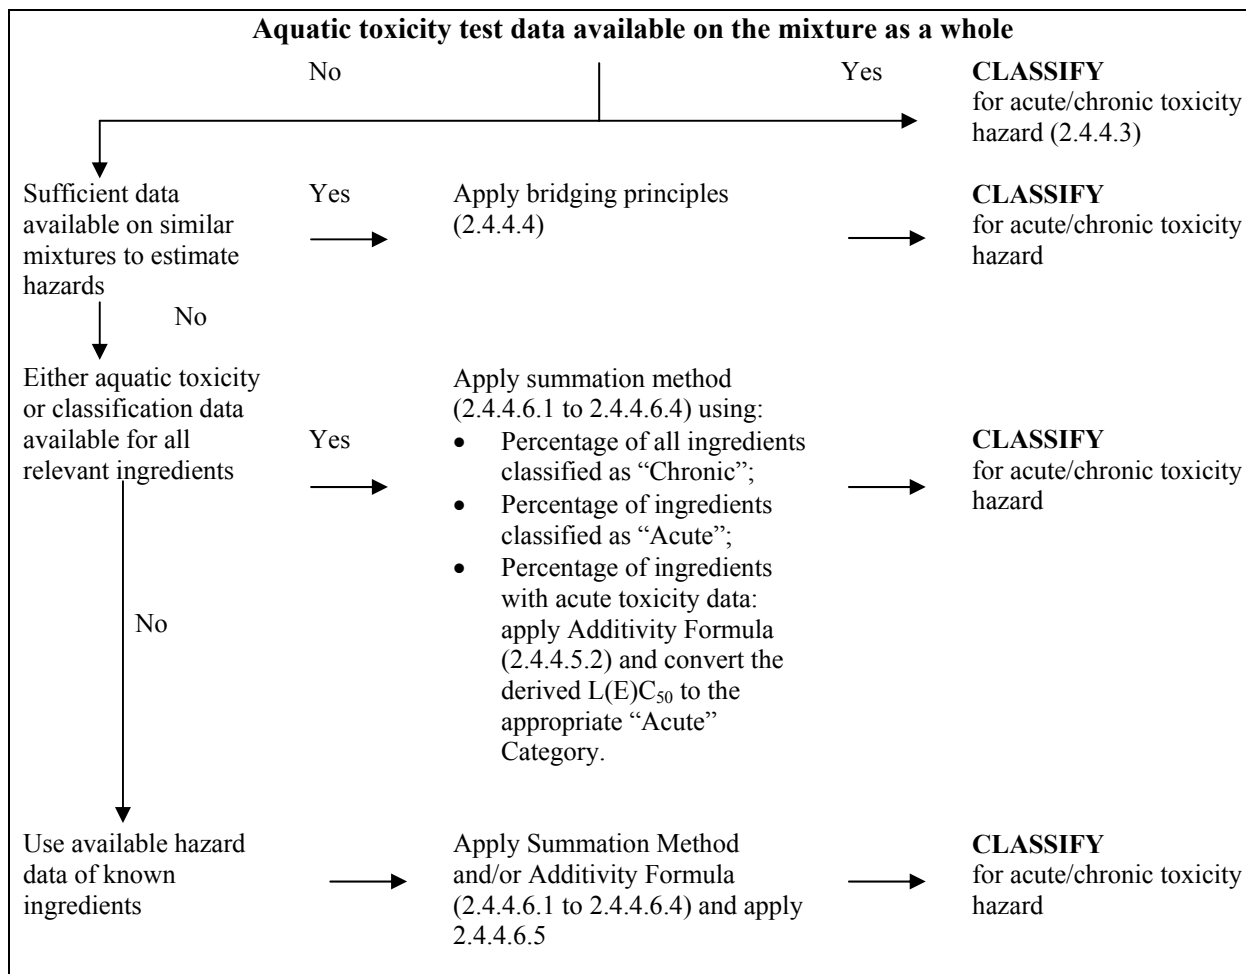 Aquatic toxicity test data available on the mixture as a whole
No
Yes
CLASSIFY
for acute/chronic toxicity
hazard (2.4.4.3)
Sufficient data
available on similar
mixtures to estimate
hazards
Yes
Apply bridging principles
(2.4.4.4)
CLASSIFY
for acute/chronic toxicity
hazard
No
Either aquatic toxicity
or classification data
available for all
relevant ingredients
Yes
Apply summation method
(2.4.4.6.1 to 2.4.4.6.4) using:
• Percentage of all ingredients
classified as “Chronic”;
• Percentage of ingredients
classified as “Acute”;
• Percentage of ingredients
with acute toxicity data:
apply Additivity Formula
(2.4.4.5.2) and convert the
derived L(E)C₅₀ to the
appropriate “Acute”
Category.
CLASSIFY
for acute/chronic toxicity
hazard
No
Use available hazard
data of known
ingredients
Apply Summation Method
and/or Additivity Formula
(2.4.4.6.1 to 2.4.4.6.4) and apply
2.4.4.6.5
CLASSIFY
for acute/chronic toxicity
hazard